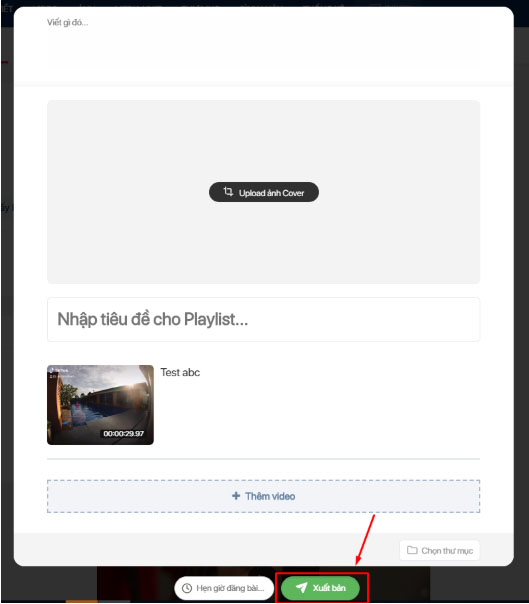 Viết gì đó...
Upload ảnh Cover
Nhập tiêu đề cho Playlist...
Test abc
00:00:29.97
Thêm video
Chọn thư mục
Hẹn giờ đăng bài...
Xuất bản